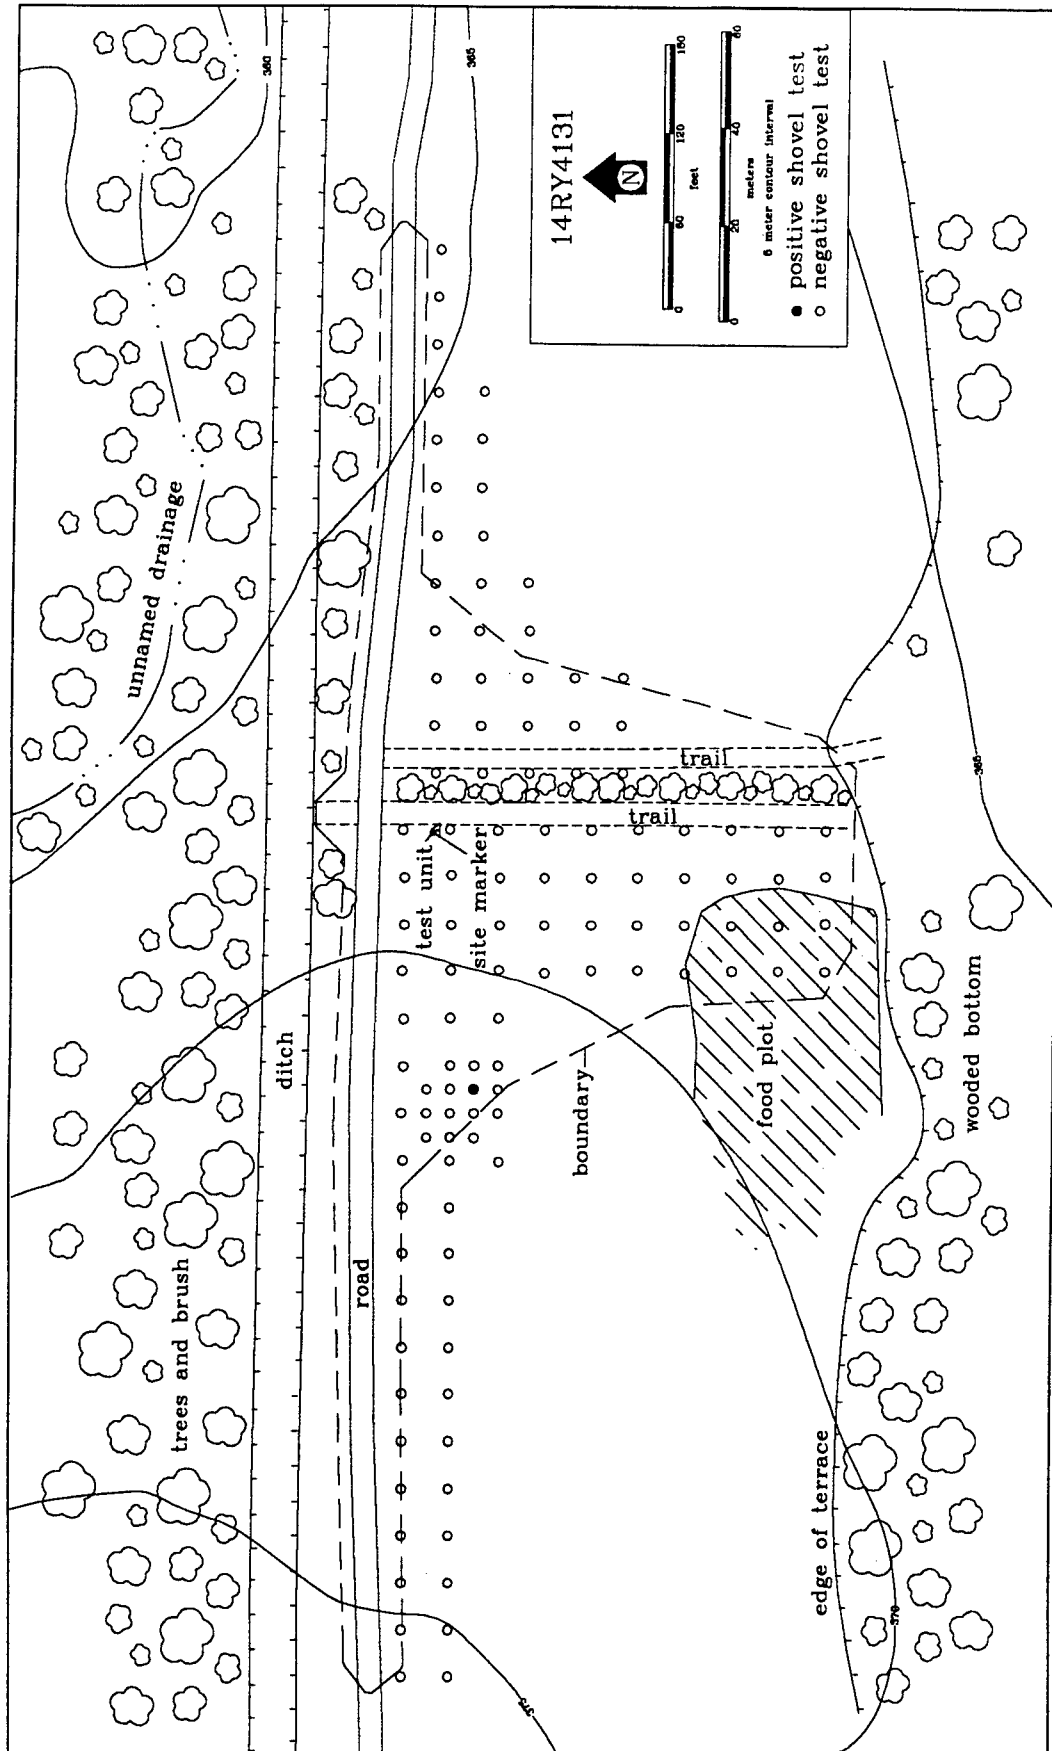 14RY4131
N
0 60 120 180
feet
0 20 40 60
meters
6 meter contour interval
● positive shovel test
○ negative shovel test
360
365
unnamed drainage
trail
trail
test unit
site marker
365
ditch
boundary
food plot
wooded bottom
road
trees and brush
edge of terrace
370
375